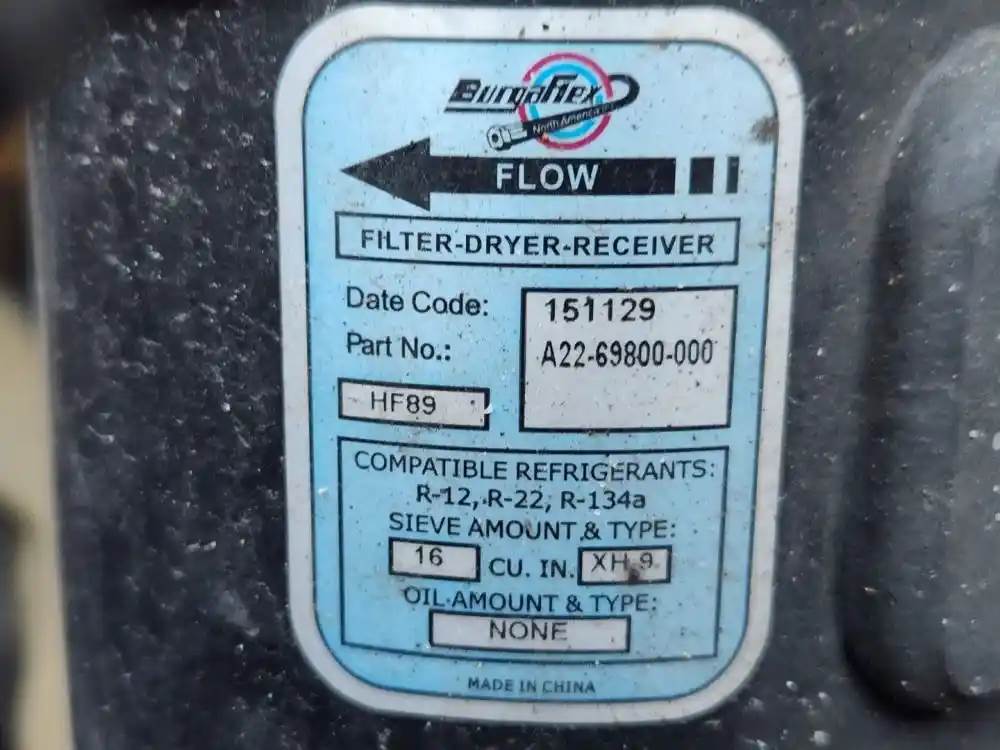 BurgaFlex
North America
FLOW
FILTER-DRYER-RECEIVER
Date Code: 151129
Part No.: A22-69800-000
HF89
COMPATIBLE REFRIGERANTS:
R-12, R-22, R-134a
SIEVE AMOUNT & TYPE:
16 CU. IN. XH 9
OIL AMOUNT & TYPE:
NONE
MADE IN CHINA